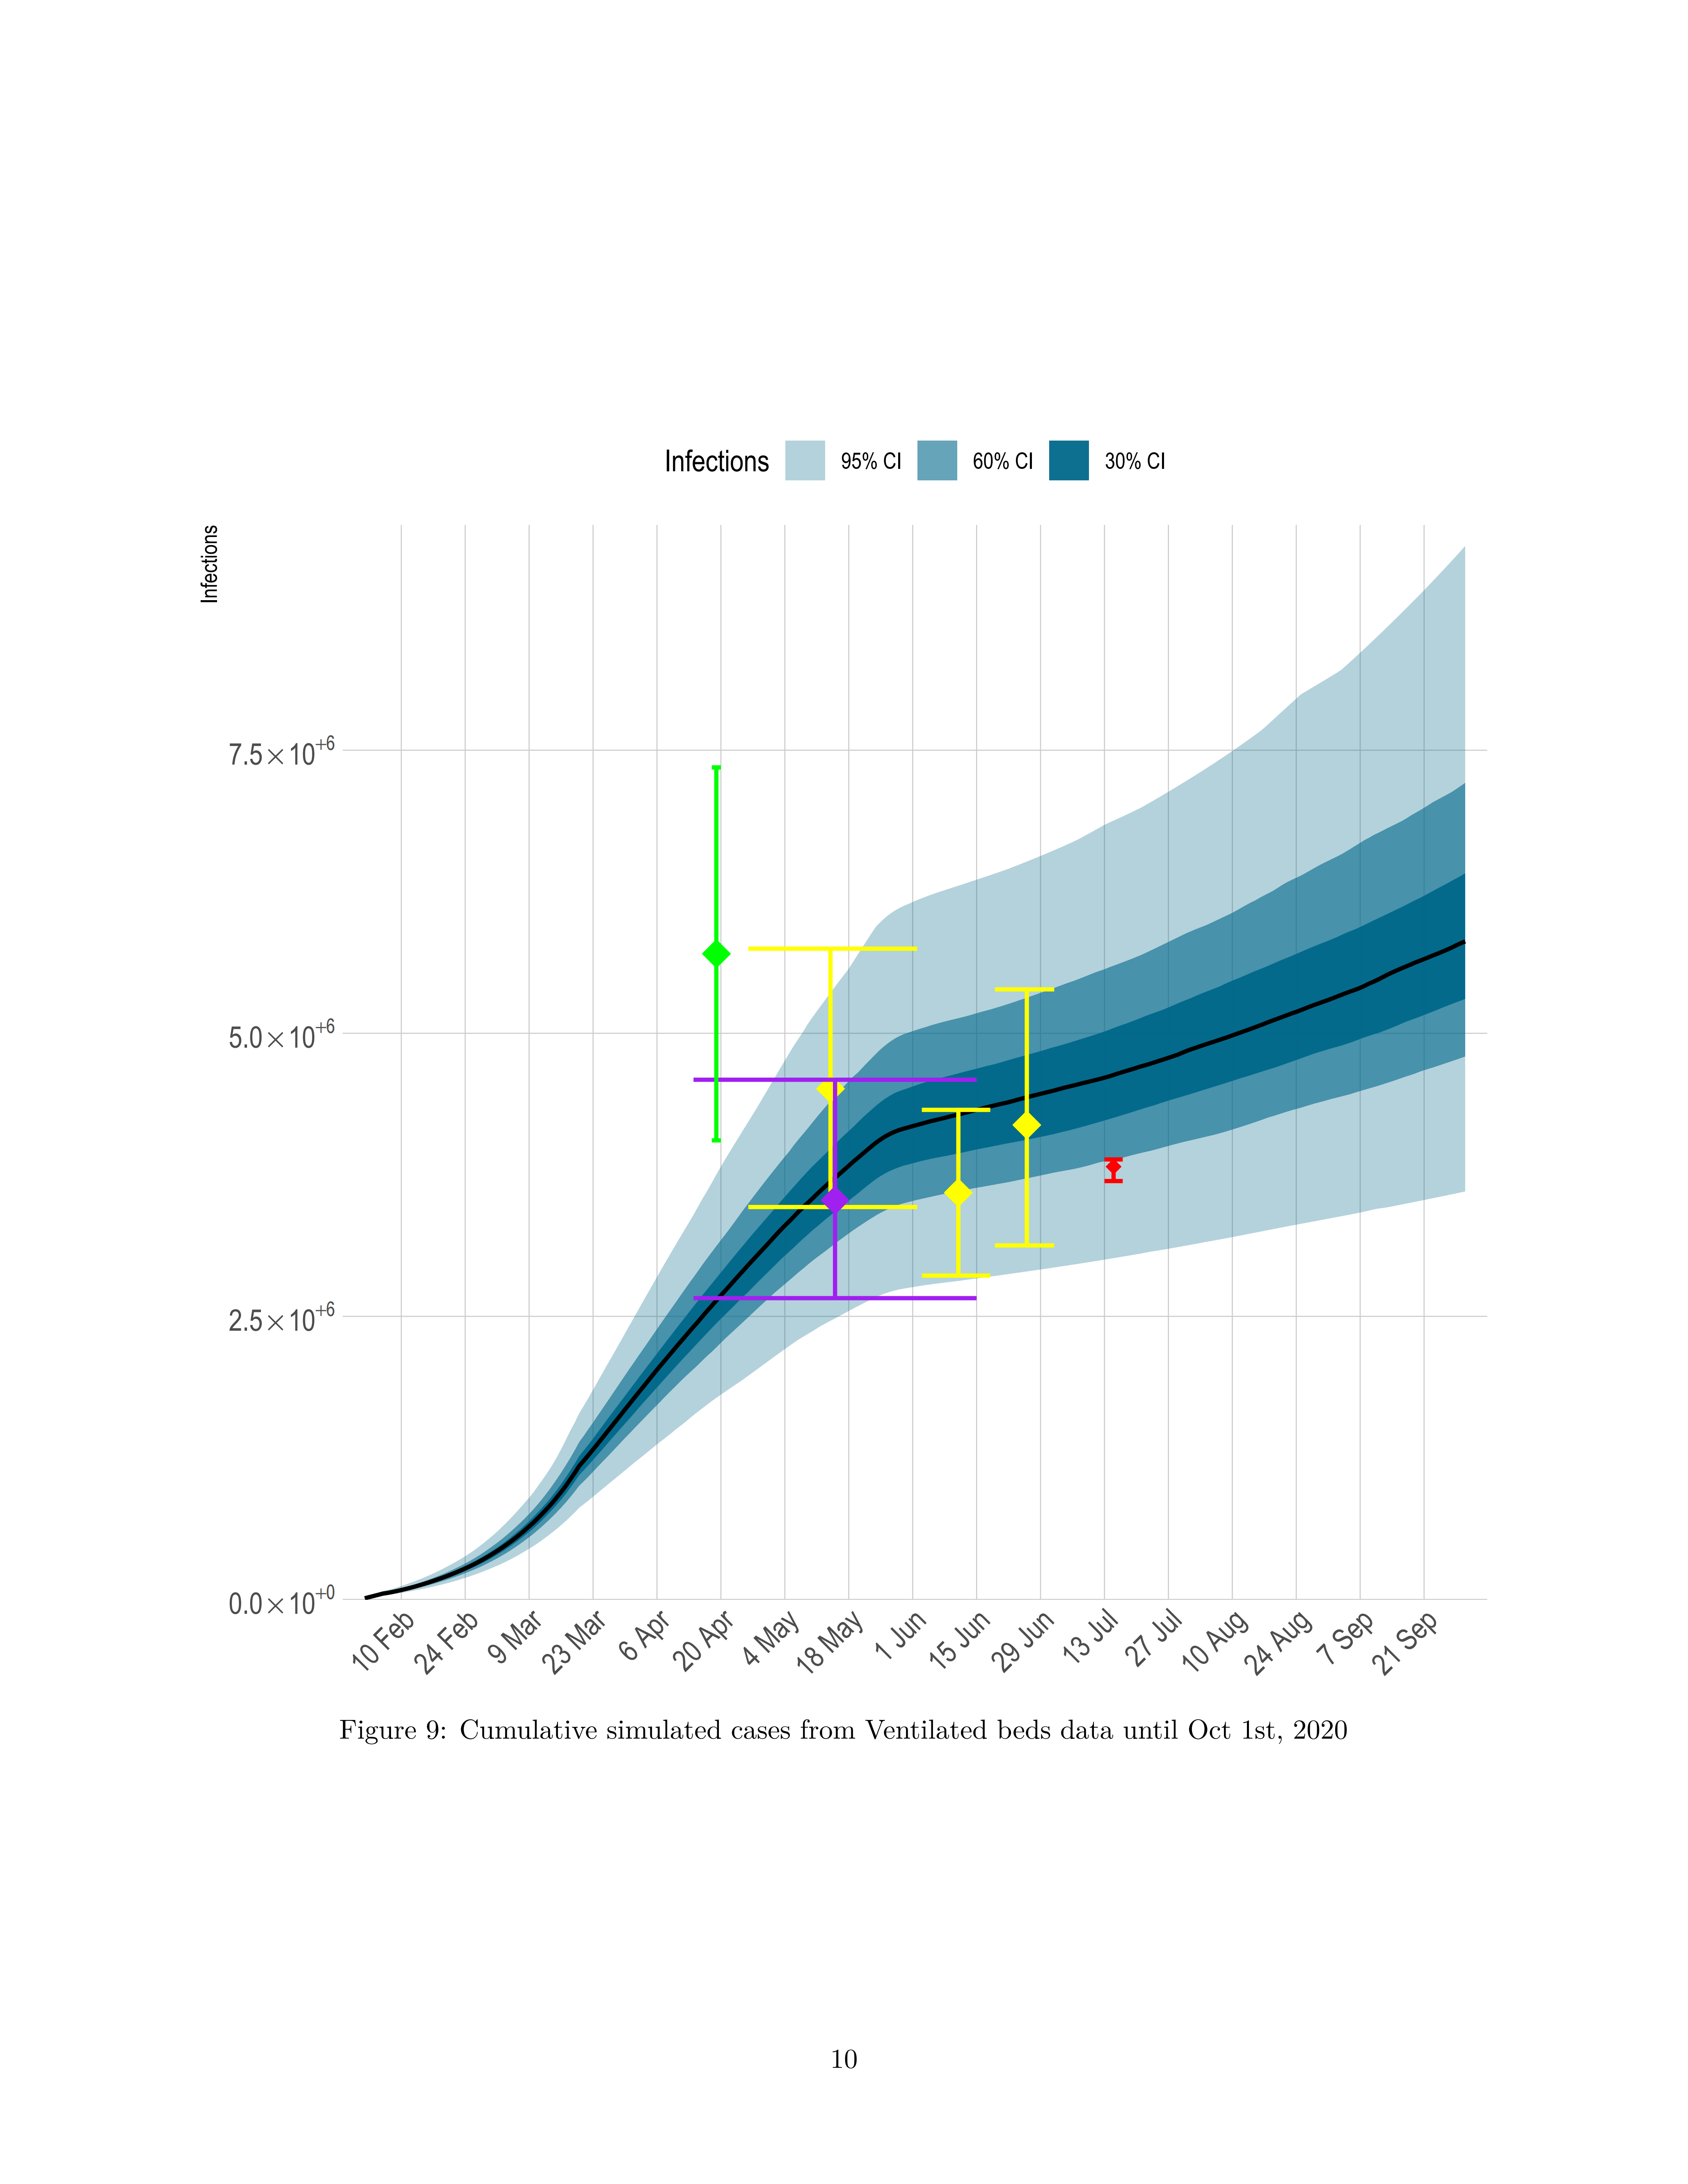 Infections 95% CI 60% CI 30% CI
Infections
7.5×10⁺⁶
5.0×10⁺⁶
2.5×10⁺⁶
0.0×10⁺⁰
10 Feb 24 Feb 9 Mar 23 Mar 6 Apr 20 Apr 4 May 18 May 1 Jun 15 Jun 29 Jun 13 Jul 27 Jul 10 Aug 24 Aug 7 Sep 21 Sep
Figure 9: Cumulative simulated cases from Ventilated beds data until Oct 1st, 2020
10